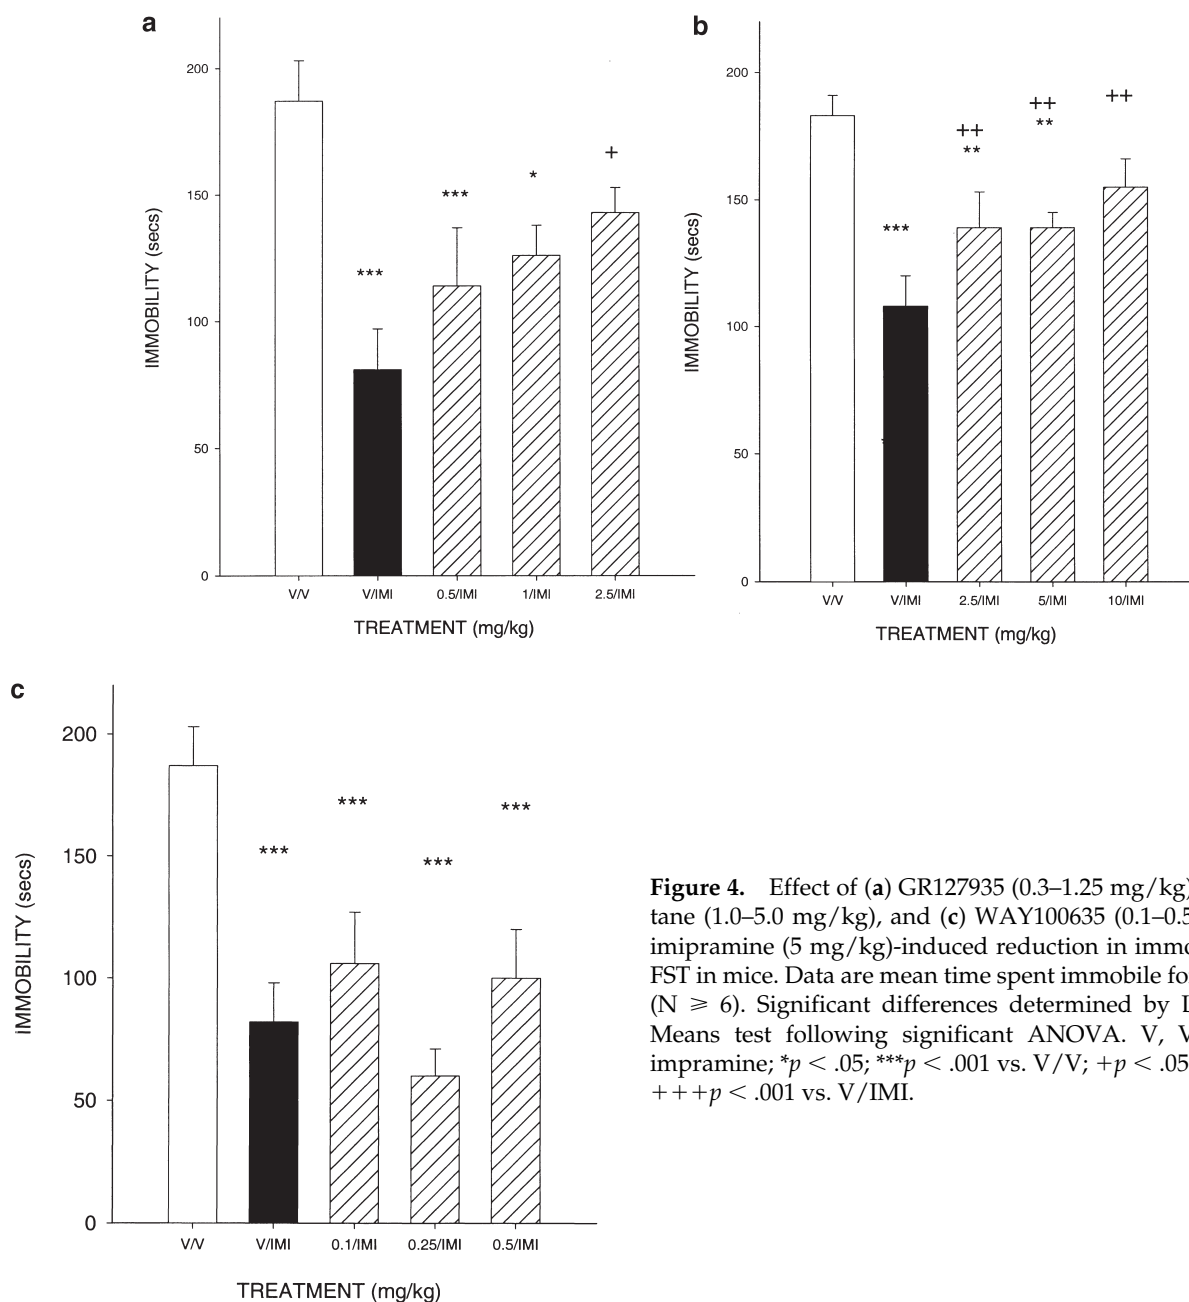 a
200
150
100
50
0
IMMOBILITY (secs)
***
***
*
+
V/V V/IMI 0.5/IMI 1/IMI 2.5/IMI
TREATMENT (mg/kg)
b
200
150
100
50
0
IMMOBILITY (secs)
***
++
**
++
**
++
V/V V/IMI 2.5/IMI 5/IMI 10/IMI
TREATMENT (mg/kg)
c
200
150
100
50
0
IMMOBILITY (secs)
***
***
***
***
V/V V/IMI 0.1/IMI 0.25/IMI 0.5/IMI
TREATMENT (mg/kg)
Figure 4. Effect of (a) GR127935 (0.3–1.25 mg/kg)
tane (1.0–5.0 mg/kg), and (c) WAY100635 (0.1–0.5
imipramine (5 mg/kg)-induced reduction in immo
FST in mice. Data are mean time spent immobile fo
(N ⩾ 6). Significant differences determined by
Means test following significant ANOVA. V,
impramine; *p < .05; ***p < .001 vs. V/V; +p < .05
+++p < .001 vs. V/IMI.